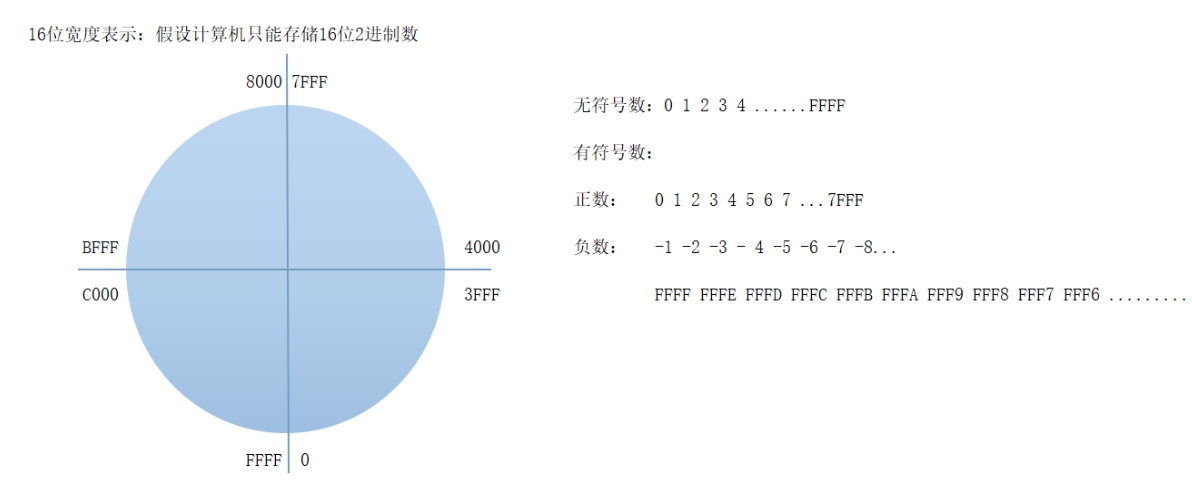 16位宽度表示：假设计算机只能存储16位2进制数
8000 7FFF
BFFF 4000
C000 3FFF
FFFF 0
无符号数：0 1 2 3 4 ......FFFF
有符号数：
正数： 0 1 2 3 4 5 6 7 ...7FFF
负数： -1 -2 -3 - 4 -5 -6 -7 -8...
FFFF FFFE FFFD FFFC FFFB FFFA FFF9 FFF8 FFF7 FFF6 .........